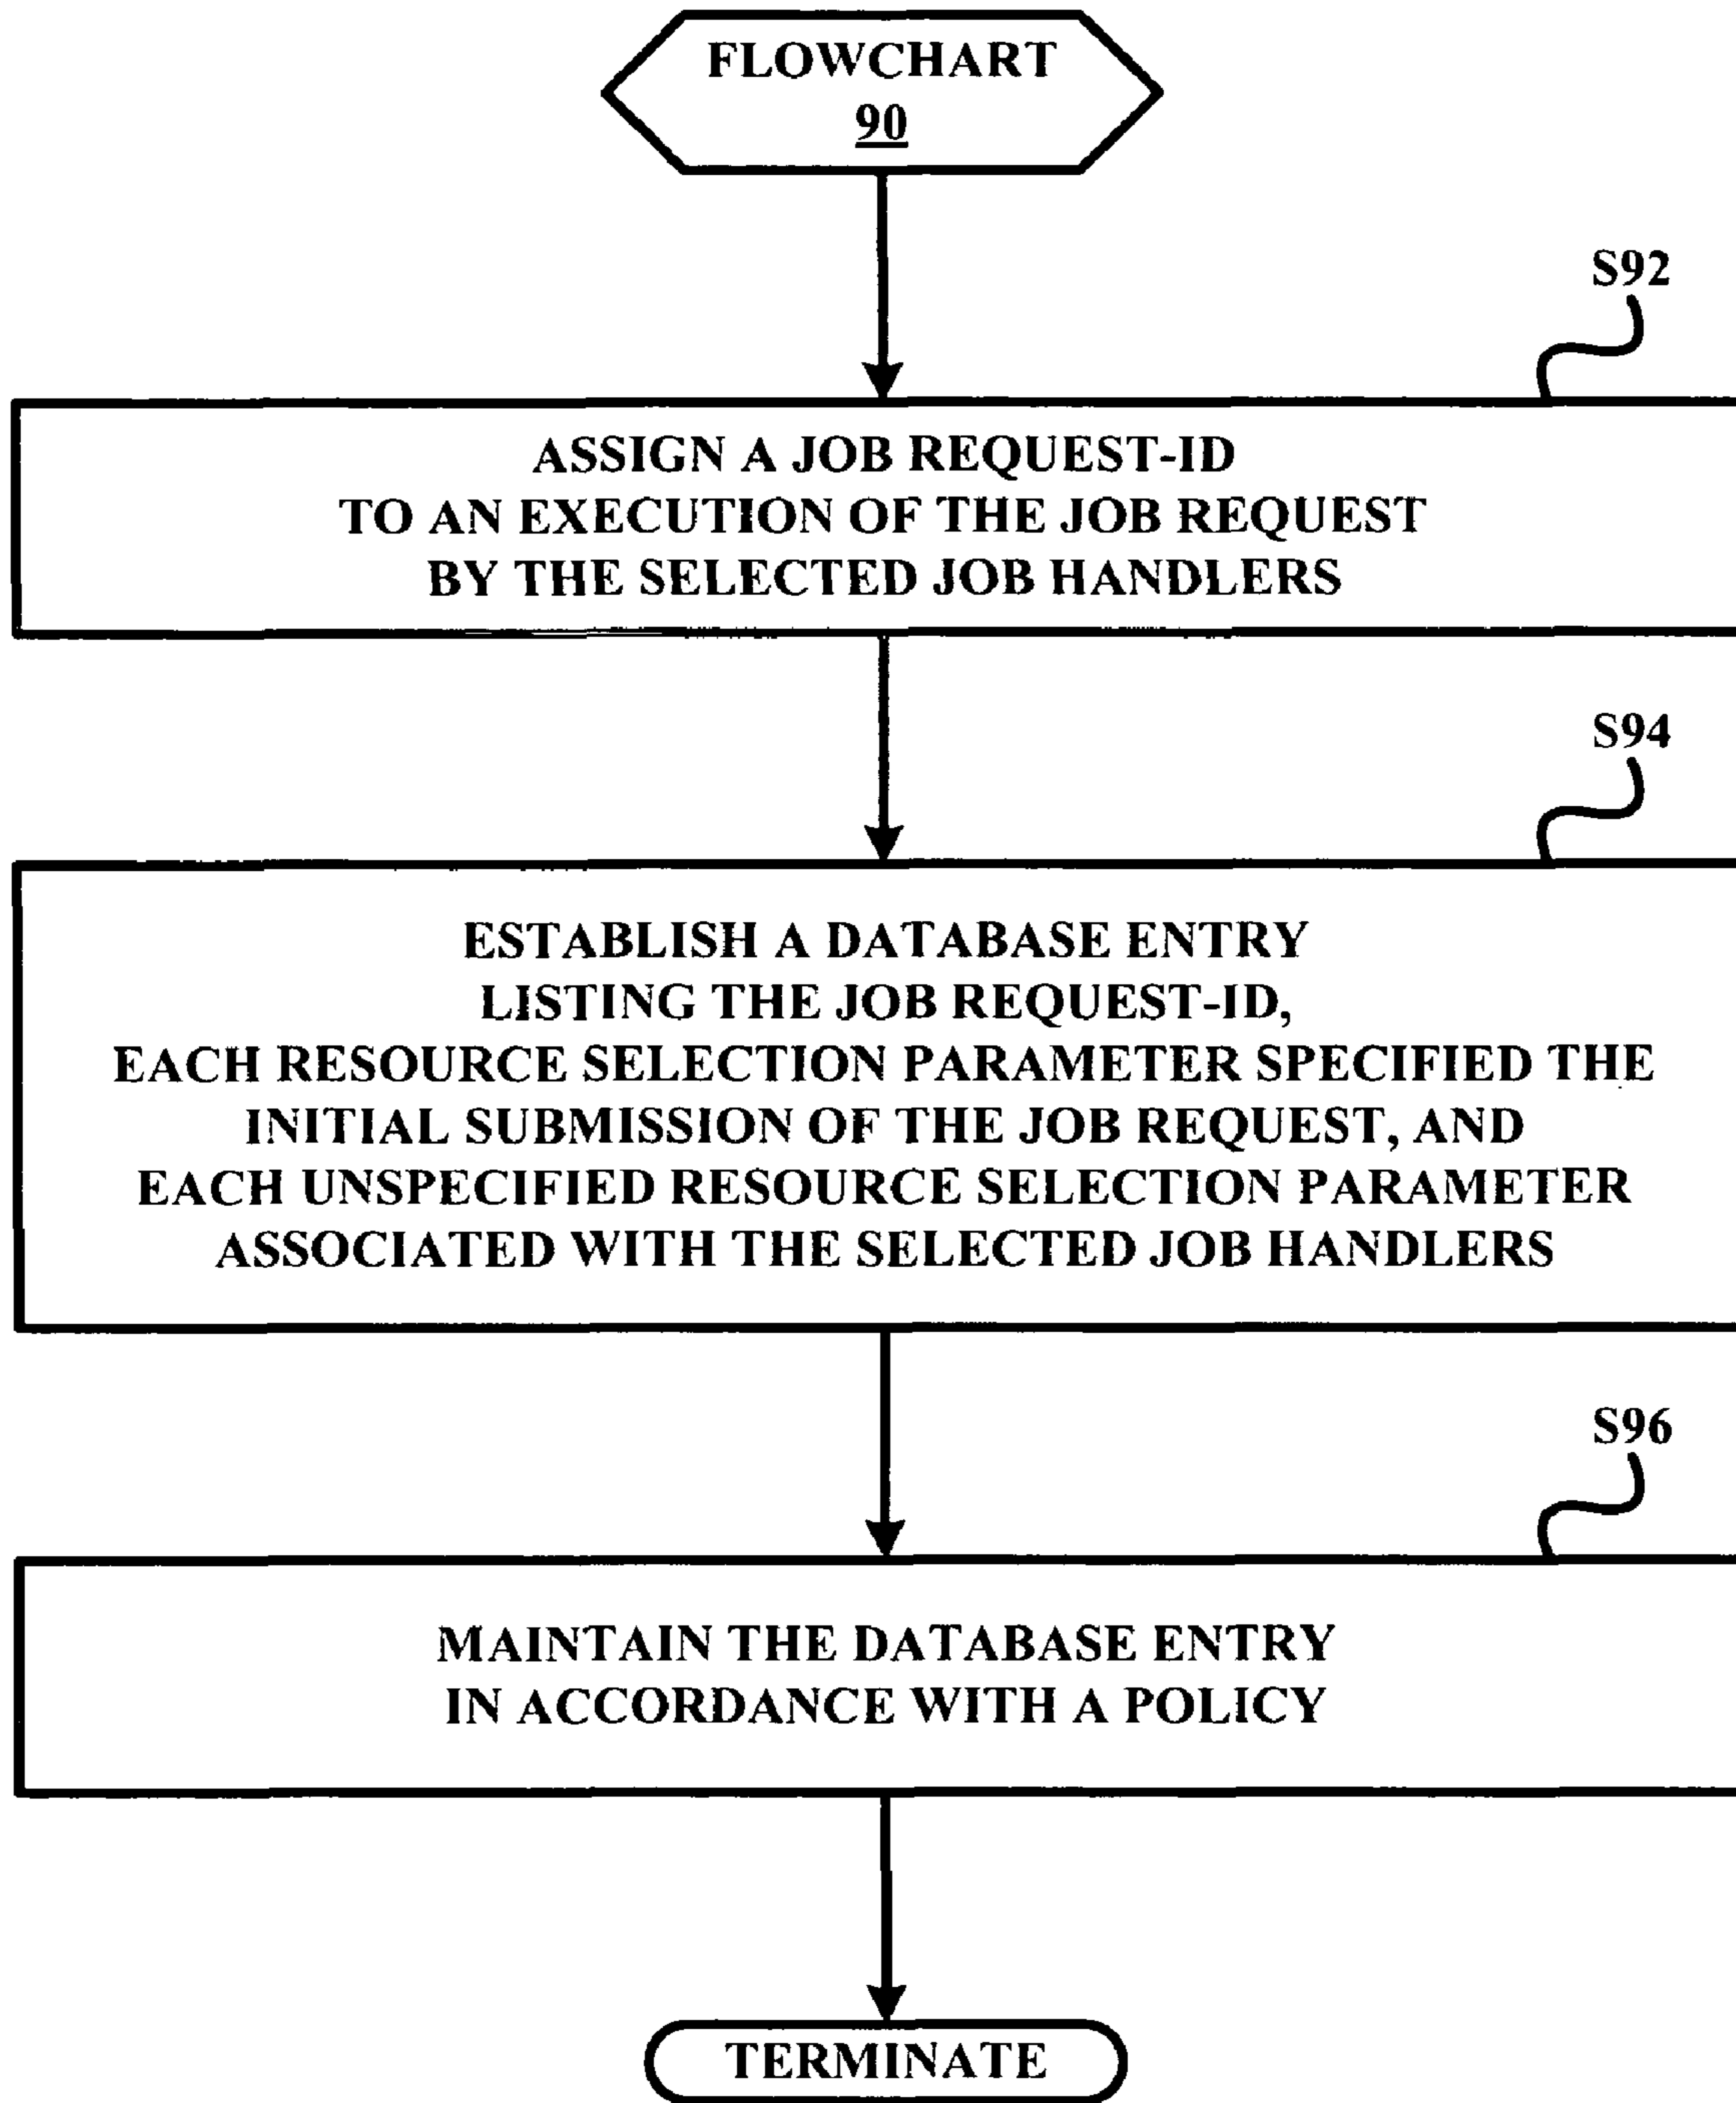 FLOWCHART
90
S92
ASSIGN A JOB REQUEST-ID
TO AN EXECUTION OF THE JOB REQUEST
BY THE SELECTED JOB HANDLERS
S94
ESTABLISH A DATABASE ENTRY
LISTING THE JOB REQUEST-ID,
EACH RESOURCE SELECTION PARAMETER SPECIFIED THE
INITIAL SUBMISSION OF THE JOB REQUEST, AND
EACH UNSPECIFIED RESOURCE SELECTION PARAMETER
ASSOCIATED WITH THE SELECTED JOB HANDLERS
S96
MAINTAIN THE DATABASE ENTRY
IN ACCORDANCE WITH A POLICY
TERMINATE